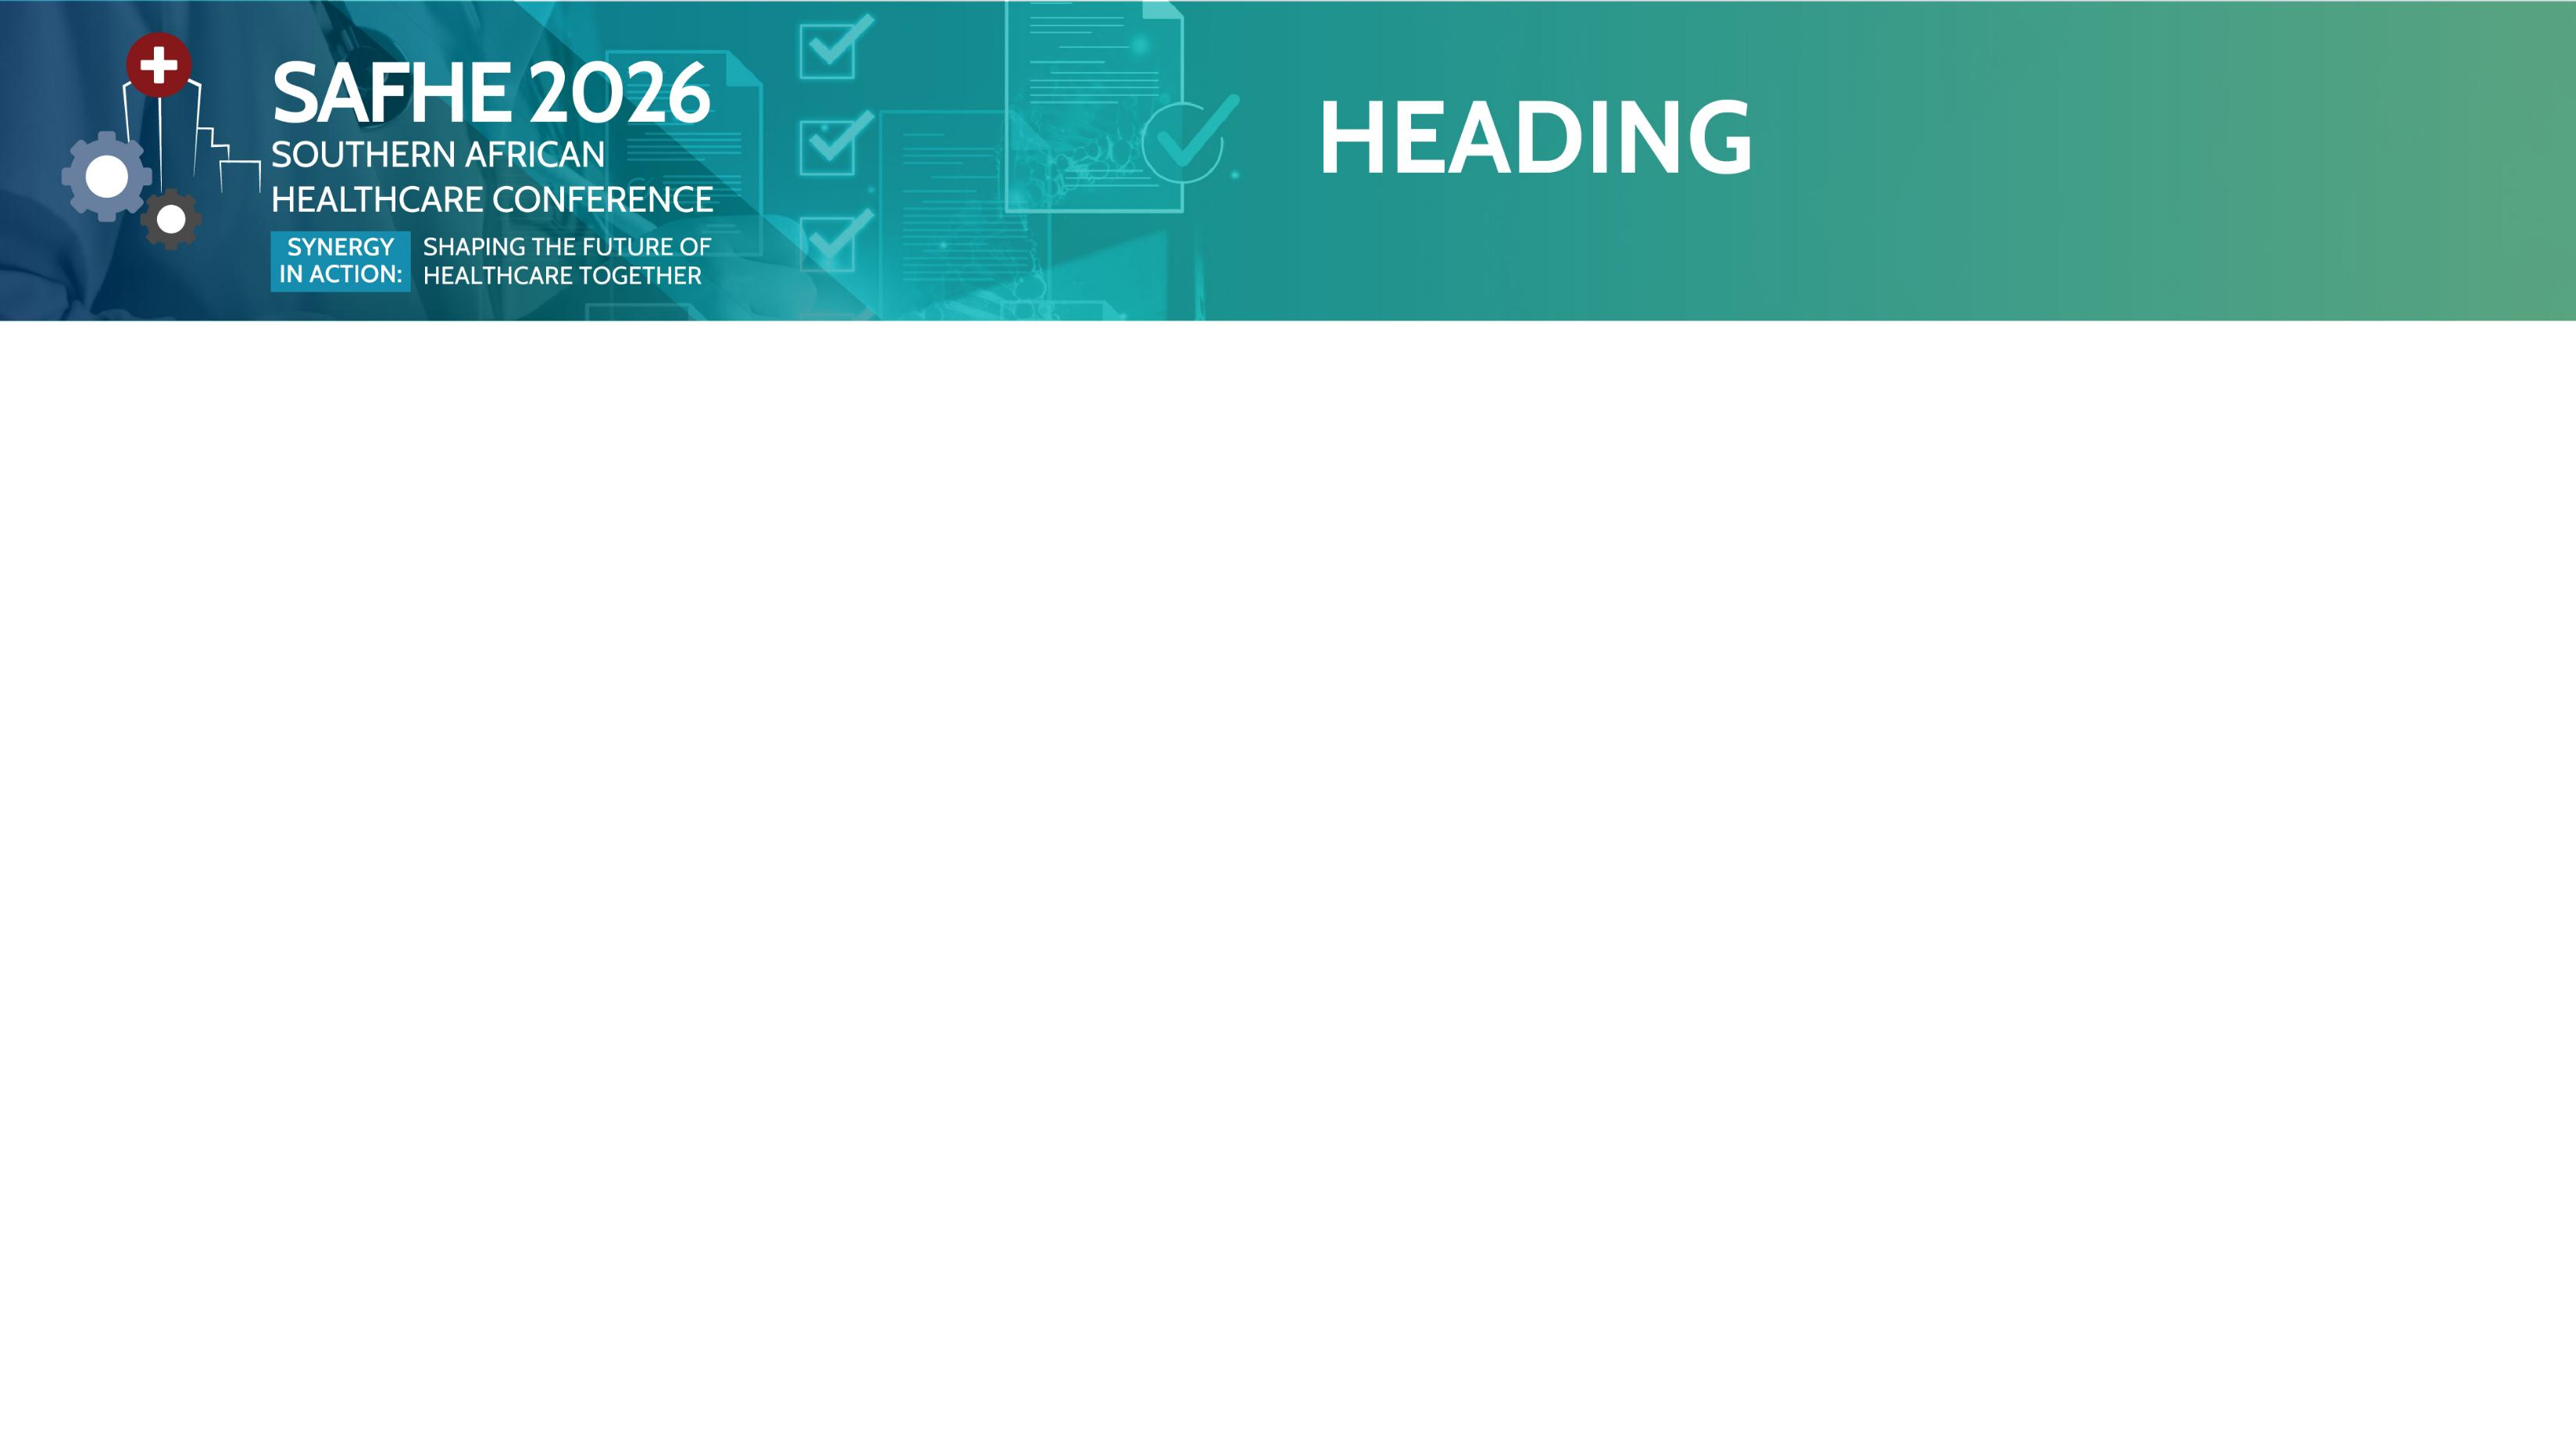 SAFHE 2026
SOUTHERN AFRICAN
HEALTHCARE CONFERENCE
SYNERGY
IN ACTION:
SHAPING THE FUTURE OF
HEALTHCARE TOGETHER
HEADING